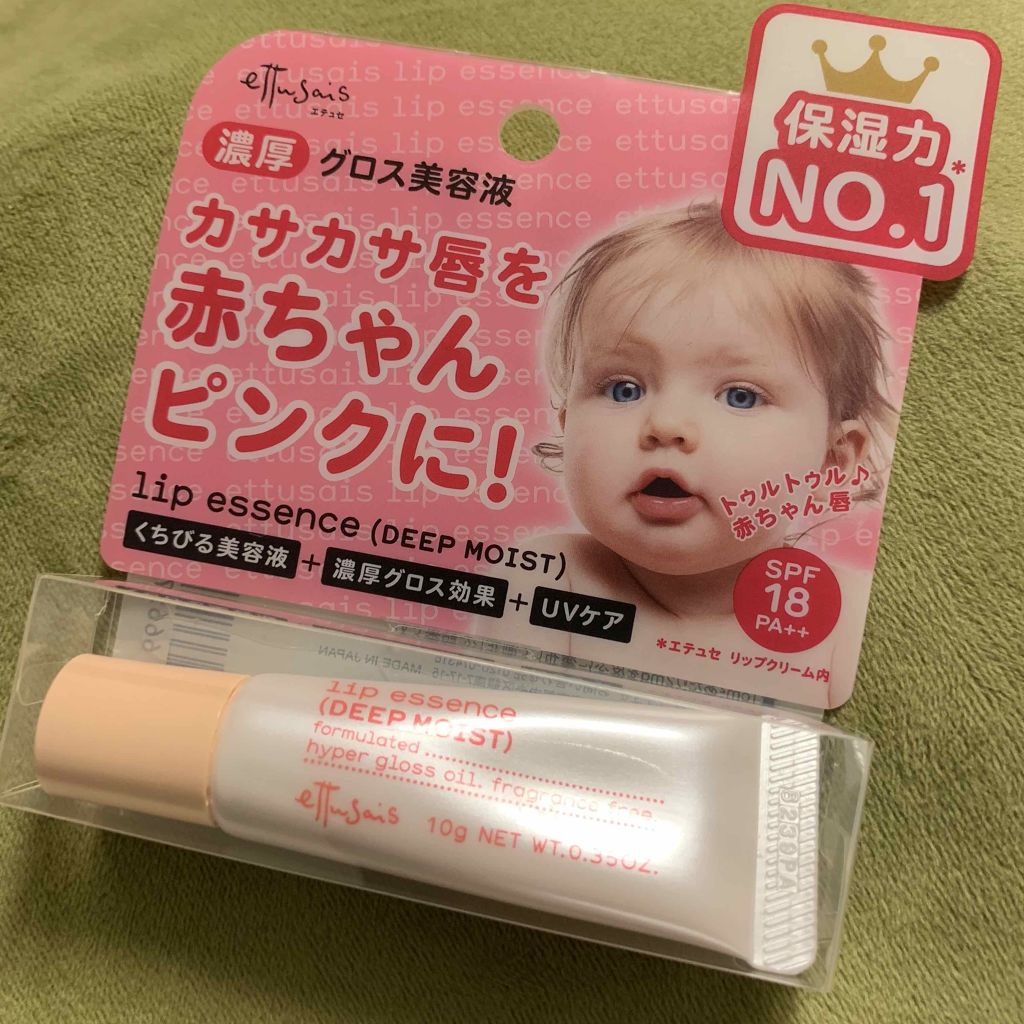 ettusais
エテュセ
濃厚 グロス美容液
カサカサ唇を
赤ちゃん
ピンクに!
lip essence (DEEP MOIST)
くちびる美容液 + 濃厚グロス効果 + UVケア
保湿力
NO.1*
トゥルトゥル♪
赤ちゃん唇
SPF
18
PA++
*エテュセ リップクリーム内
MADE IN JAPAN
lip essence
(DEEP MOIST)
formulated
hyper gloss oil. fragrance free.
ettusais
10g NET WT.0.35OZ.